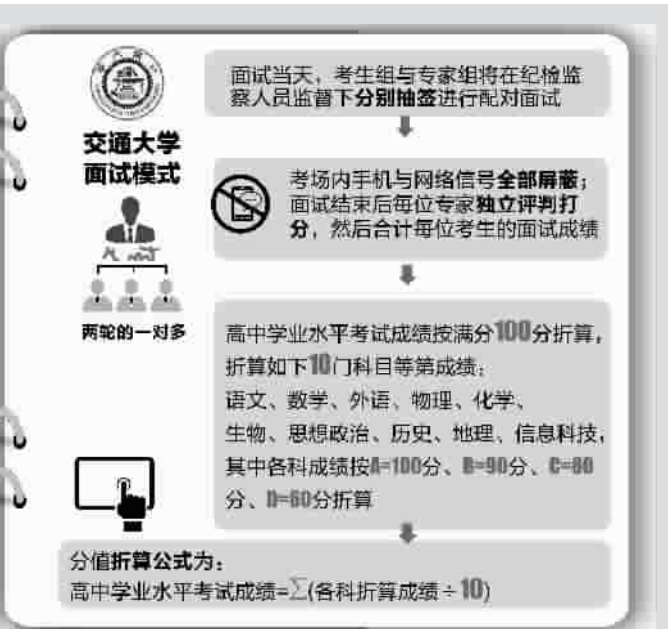 面试当天，考生组与专家组将在纪检监
察人员监督下分别抽签进行配对面试
交通大学
面试模式
考场内手机与网络信号全部屏蔽；
面试结束后每位专家独立评判打
分，然后合计每位考生的面试成绩
两轮的一对多
高中学业水平考试成绩按满分100分折算，
折算如下10门科目等第成绩：
语文、数学、外语、物理、化学、
生物、思想政治、历史、地理、信息科技，
其中各科成绩按A=100分、B=90分、C=80
分、D=60分折算
分值折算公式为：
高中学业水平考试成绩=∑(各科折算成绩÷10)